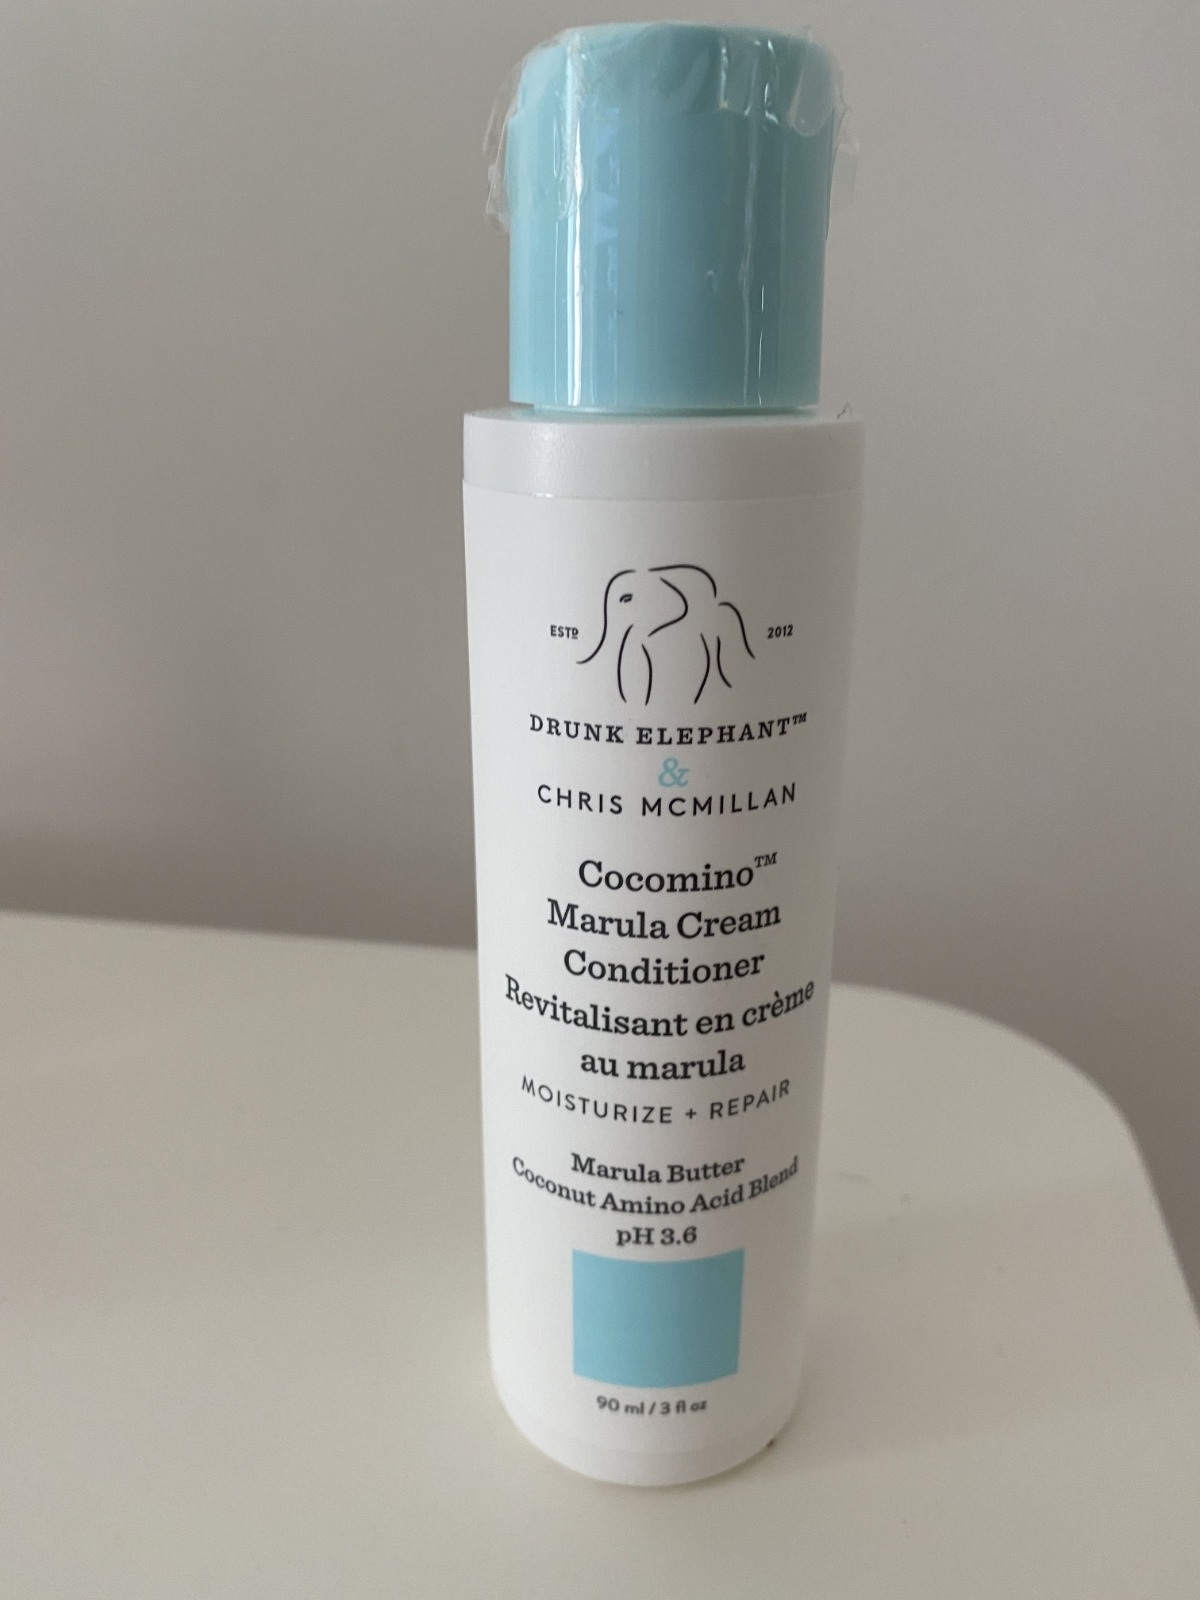 ESTD 2012
DRUNK ELEPHANT™
&
CHRIS MCMILLAN
Cocomino™
Marula Cream
Conditioner
Revitalisant en crème
au marula
MOISTURIZE + REPAIR
Marula Butter
Coconut Amino Acid Blend
pH 3.6
90 ml / 3 fl oz